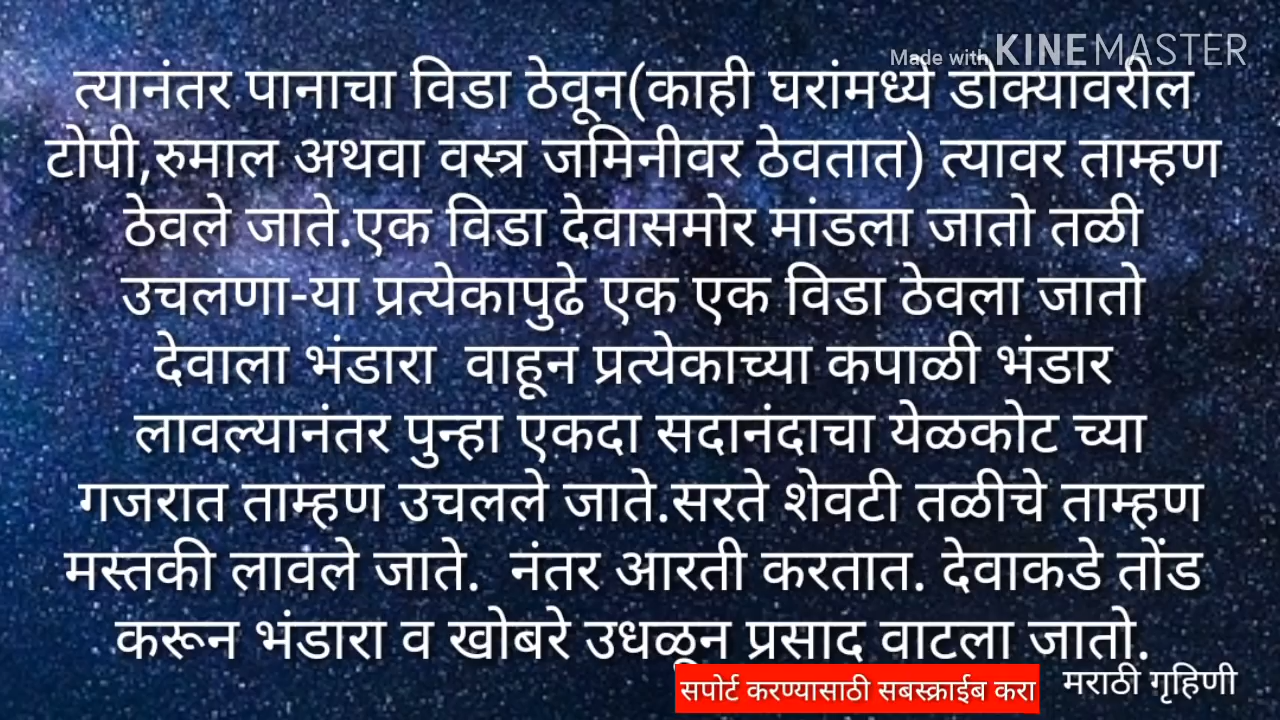 Made with KINEMASTER
त्यानंतर पानाचा विडा ठेवून(काही घरांमध्ये डोक्यावरील
टोपी,रुमाल अथवा वस्त्र जमिनीवर ठेवतात) त्यावर ताम्हण
ठेवले जाते.एक विडा देवासमोर मांडला जातो तळी
उचलणा-या प्रत्येकापुढे एक एक विडा ठेवला जातो
देवाला भंडारा वाहून प्रत्येकाच्या कपाळी भंडार
लावल्यानंतर पुन्हा एकदा सदानंदाचा येळकोट च्या
गजरात ताम्हण उचलले जाते.सरते शेवटी तळीचे ताम्हण
मस्तकी लावले जाते. नंतर आरती करतात. देवाकडे तोंड
करून भंडारा व खोबरे उधळून प्रसाद वाटला जातो.
सपोर्ट करण्यासाठी सबस्क्राईब करा
मराठी गृहिणी